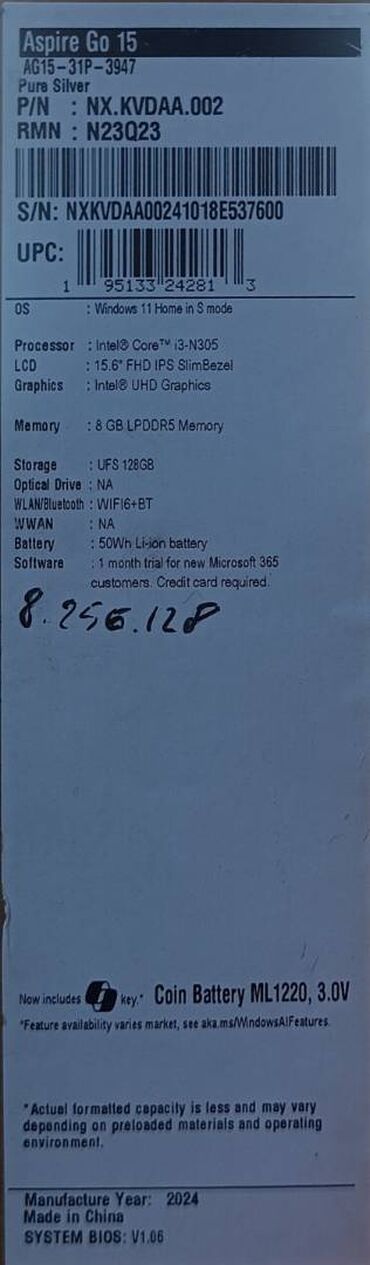 Aspire Go 15
AG15-31P-3947
Pure Silver
P/N : NX.KVDAA.002
RMN : N23Q23
S/N: NXKVDAA00241018E537600
UPC:
1 95133 24281 3
OS : Windows 11 Home in S mode
Processor : Intel® Core™ i3-N305
LCD : 15.6" FHD IPS SlimBezel
Graphics : Intel® UHD Graphics
Memory : 8 GB LPDDR5 Memory
Storage : UFS 128GB
Optical Drive : NA
WLAN/Bluetooth : WIFI6+BT
WWAN : NA
Battery : 50Wh Li-ion battery
Software : 1 month trial for new Microsoft 365
customers. Credit card required.
8.256.128
Now includes key.* Coin Battery ML1220, 3.0V
*Feature availability varies market, see aka.ms/WindowsAIFeatures.
*Actual formatted capacity is less and may vary
depending on preloaded materials and operating
environment.
Manufacture Year: 2024
Made in China
SYSTEM BIOS: V1.06